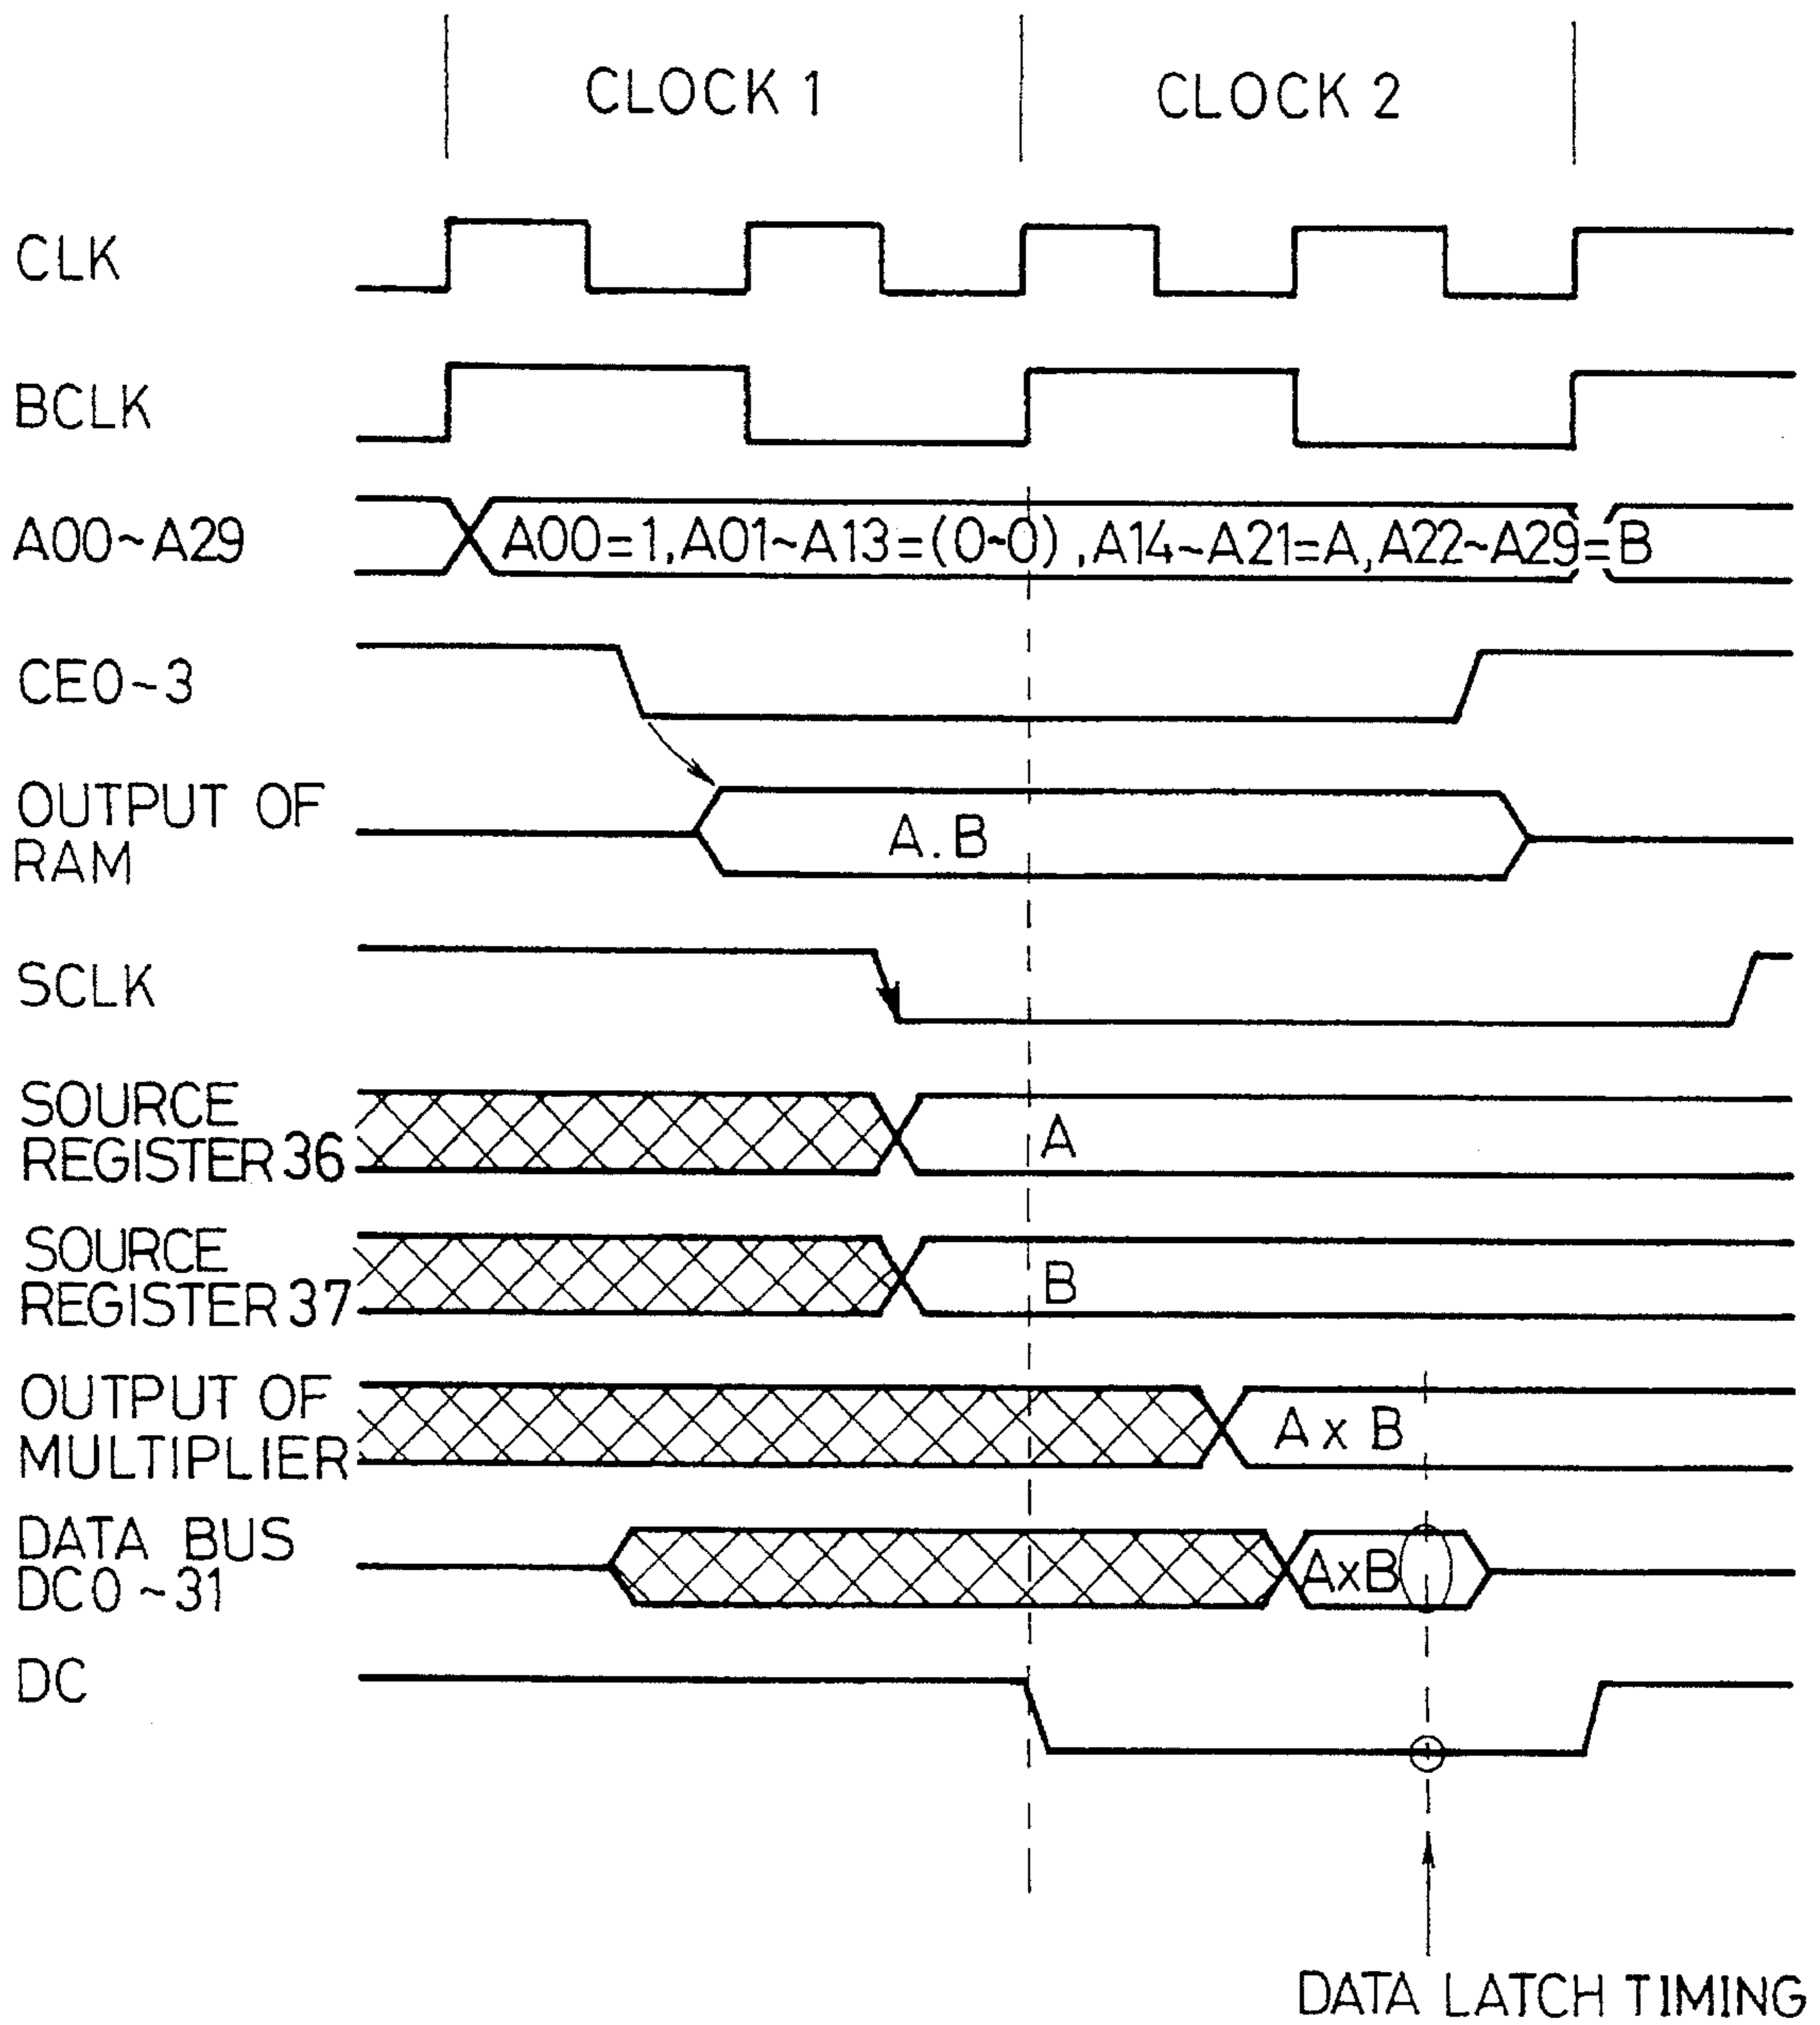 CLOCK 1
CLOCK 2
CLK
BCLK
A00~A29
A00=1,A01~A13=(0~0),A14~A21=A,A22~A29=B
CE0~3
OUTPUT OF
RAM
A.B
SCLK
SOURCE
REGISTER 36
A
SOURCE
REGISTER 37
B
OUTPUT OF
MULTIPLIER
A x B
DATA BUS
DC0~31
AxB
DC
DATA LATCH TIMING